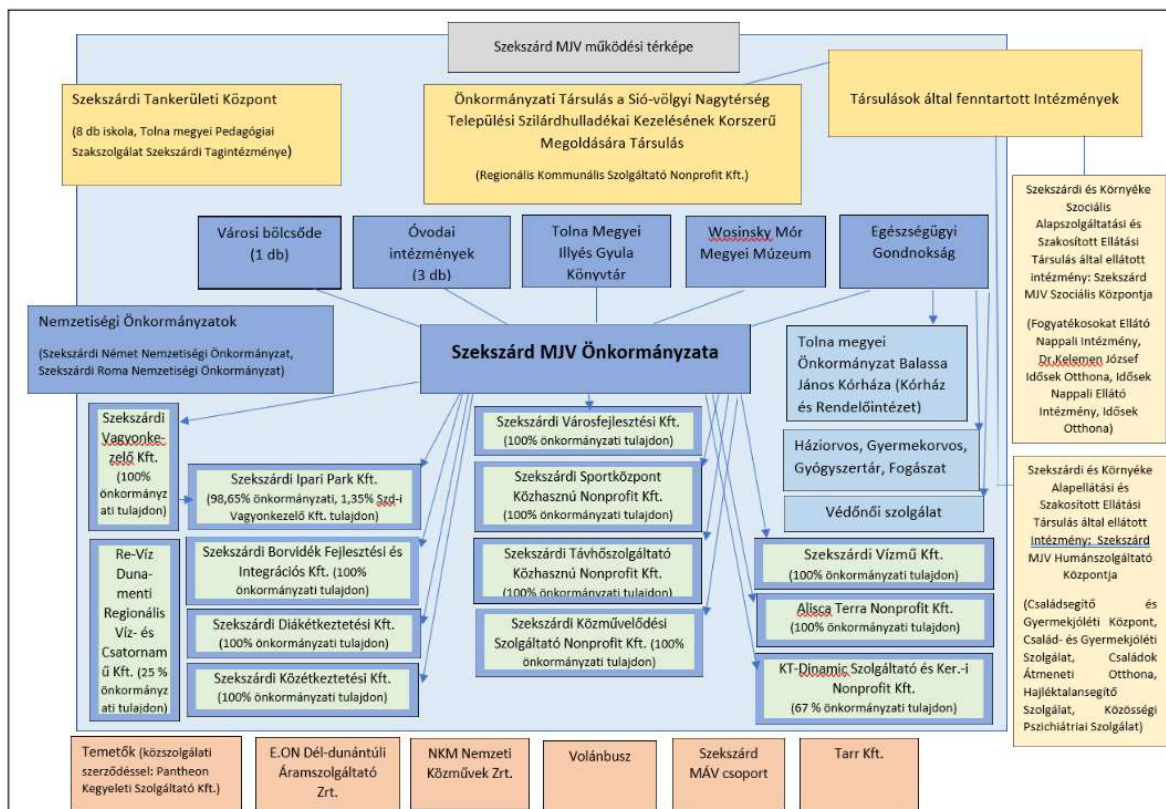 Szekszárd MJV működési térképe
Szekszárdi Tankerületi Központ
(8 db iskola, Tolna megyei Pedagógiai
Szakszolgálat Szekszárdi Tagintézménye)
Önkormányzati Társulás a Sió-völgyi Nagytérség
Települési Szilárdhulladékai Kezelésének Korszerű
Megoldására Társulás
(Regionális Kommunális Szolgáltató Nonprofit Kft.)
Társulások által fenntartott Intézmények
Városi bölcsőde
(1 db)
Óvodai
intézmények
(3 db)
Tolna Megyei
Illyés Gyula
Könyvtár
Wosinsky Mór
Megyei Múzeum
Egészségügyi
Gondnokság
Szekszárdi és Környéke
Szociális
Alapszolgáltatási és
Szakosított Ellátási
Társulás által ellátott
intézmény: Szekszárd
MJV Szociális Központja
(Fogyatékosokat Ellátó
Nappali Intézmény,
Dr.Kelemen József
Idősek Otthona, Idősek
Nappali Ellátó
Intézmény, Idősek
Otthona)
Nemzetiségi Önkormányzatok
(Szekszárdi Német Nemzetiségi Önkormányzat,
Szekszárdi Roma Nemzetiségi Önkormányzat)
Szekszárd MJV Önkormányzata
Tolna megyei
Önkormányzat Balassa
János Kórháza (Kórház
és Rendelőintézet)
Háziorvos, Gyermekorvos,
Gyógyszertár, Fogászat
Védőnői szolgálat
Szekszárdi
Vagyonke-
zelő Kft.
(100%
önkormányz
ati tulajdon)
Szekszárdi Ipari Park Kft.
(98,65% önkormányzati, 1,35% Szd-i
Vagyonkezelő Kft. tulajdon)
Szekszárdi Városfejlesztési Kft.
(100% önkormányzati tulajdon)
Szekszárdi Sportközpont
Közhasznú Nonprofit Kft.
(100% önkormányzati tulajdon)
Re-Víz
Duna-
menti
Regionális
Víz- és
Csatornam
ű Kft. (25 %
önkormányz
ati tulajdon)
Szekszárdi Borvidék Fejlesztési és
Integrációs Kft. (100%
önkormányzati tulajdon)
Szekszárdi Távhőszolgáltató
Közhasznú Nonprofit Kft.
(100% önkormányzati tulajdon)
Szekszárdi Vízmű Kft.
(100% önkormányzati tulajdon)
Szekszárdi Diákétkeztetési Kft.
(100% önkormányzati tulajdon)
Szekszárdi Közművelődési
Szolgáltató Nonprofit Kft. (100%
önkormányzati tulajdon)
Alisca Terra Nonprofit Kft.
(100% önkormányzati tulajdon)
Szekszárdi Közétkeztetési Kft.
(100% önkormányzati tulajdon)
KT-Dinamic Szolgáltató és Ker.-i
Nonprofit Kft.
(67 % önkormányzati tulajdon)
Szekszárdi és Környéke
Alapellátási és
Szakosított Ellátási
Társulás által ellátott
Intézmény: Szekszárd
MJV Humánszolgáltató
Központja
(Családsegítő és
Gyermekjóléti Központ,
Család- és Gyermekjóléti
Szolgálat, Családok
Átmeneti Otthona,
Hajléktalansegítő
Szolgálat, Közösségi
Pszichiátriai Szolgálat)
Temetők (közszolgálati
szerződéssel: Pantheon
Kegyeleti Szolgáltató Kft.)
E.ON Dél-dunántúli
Áramszolgáltató
Zrt.
NKM Nemzeti
Közművek Zrt.
Volánbusz
Szekszárd
MÁV csoport
Tarr Kft.